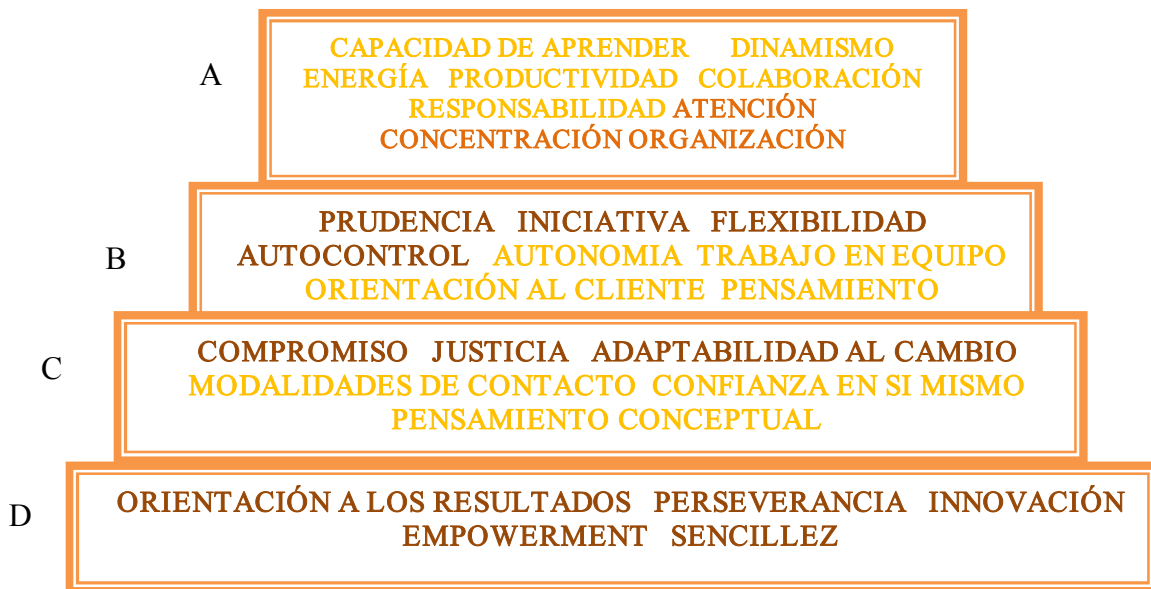 A
CAPACIDAD DE APRENDER DINAMISMO
ENERGÍA PRODUCTIVIDAD COLABORACIÓN
RESPONSABILIDAD ATENCIÓN
CONCENTRACIÓN ORGANIZACIÓN
B
PRUDENCIA INICIATIVA FLEXIBILIDAD
AUTOCONTROL AUTONOMIA TRABAJO EN EQUIPO
ORIENTACIÓN AL CLIENTE PENSAMIENTO
C
COMPROMISO JUSTICIA ADAPTABILIDAD AL CAMBIO
MODALIDADES DE CONTACTO CONFIANZA EN SI MISMO
PENSAMIENTO CONCEPTUAL
D
ORIENTACIÓN A LOS RESULTADOS PERSEVERANCIA INNOVACIÓN
EMPOWERMENT SENCILLEZ